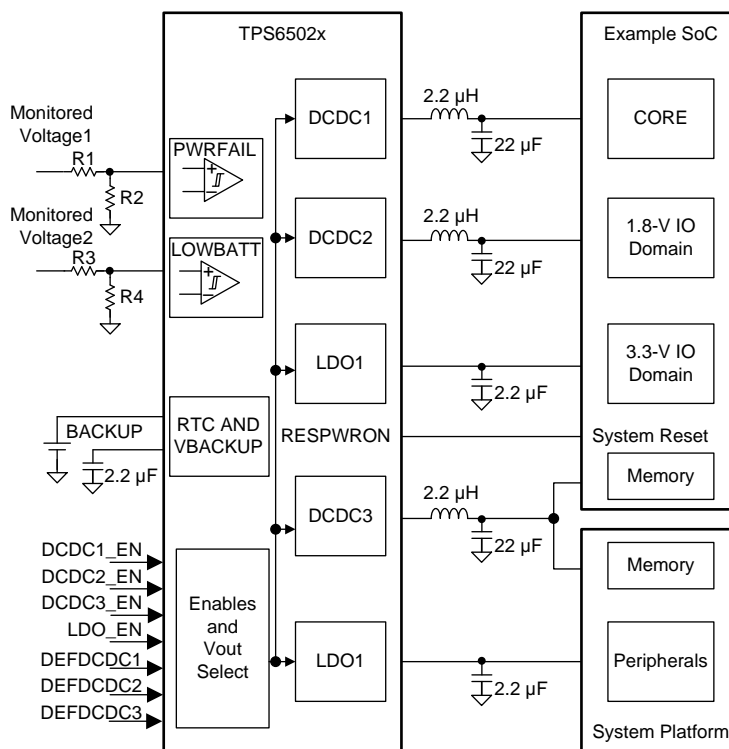 TPS6502x
Example SoC
Monitored
Voltage1
R1
R2
PWRFAIL
+
−
DCDC1
2.2 µH
22 µF
CORE
Monitored
Voltage2
R3
R4
LOWBATT
+
−
DCDC2
2.2 µH
22 µF
1.8-V IO
Domain
LDO1
2.2 µF
3.3-V IO
Domain
BACKUP
2.2 µF
RTC AND
VBACKUP
RESPWRON
System Reset
Memory
DCDC3
2.2 µH
22 µF
Memory
DCDC1_EN
DCDC2_EN
DCDC3_EN
LDO_EN
DEFDCDC1
DEFDCDC2
DEFDCDC3
Enables
and
Vout
Select
LDO1
2.2 µF
Peripherals
System Platform